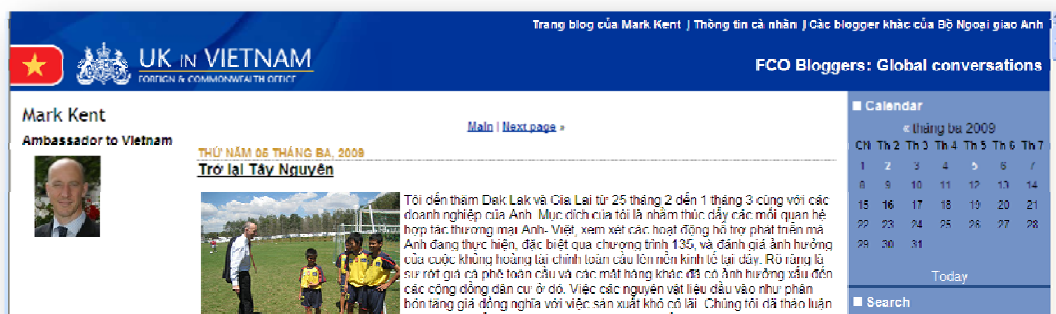 Trang blog của Mark Kent | Thông tin cá nhân | Các blogger khác của Bộ Ngoại giao Anh
UK IN VIETNAM
FOREIGN & COMMONWEALTH OFFICE
FCO Bloggers: Global conversations
Mark Kent
Ambassador to Vietnam
Main | Next page »
THỨ NĂM 05 THÁNG BA, 2009
Trở lại Tây Nguyên
Tôi đến thăm Dak Lak và Gia Lai từ 25 tháng 2 đến 1 tháng 3 cùng với các
doanh nghiệp của Anh. Mục đích của tôi là nhằm thúc đẩy các mối quan hệ
hợp tác thương mại Anh- Việt, xem xét các hoạt động hỗ trợ phát triển mà
Anh đang thực hiện, đặc biệt qua chương trình 135, và đánh giá ảnh hưởng
của cuộc khủng hoảng tài chính toàn cầu lên nền kinh tế tại đây. Rõ ràng là
sự rớt giá cà phê toàn cầu và các mặt hàng khác đã có ảnh hưởng xấu đến
các cộng đồng dân cư ở đó. Việc các nguyên vật liệu đầu vào như phân
bón tăng giá đồng nghĩa với việc sản xuất khó có lãi. Chúng tôi đã thảo luận
Calendar
« tháng ba 2009
CN Th 2 Th 3 Th 4 Th 5 Th 6 Th 7
1 2 3 4 5 6 7
8 9 10 11 12 13 14
15 16 17 18 19 20 21
22 23 24 25 26 27 28
29 30 31
Today
Search